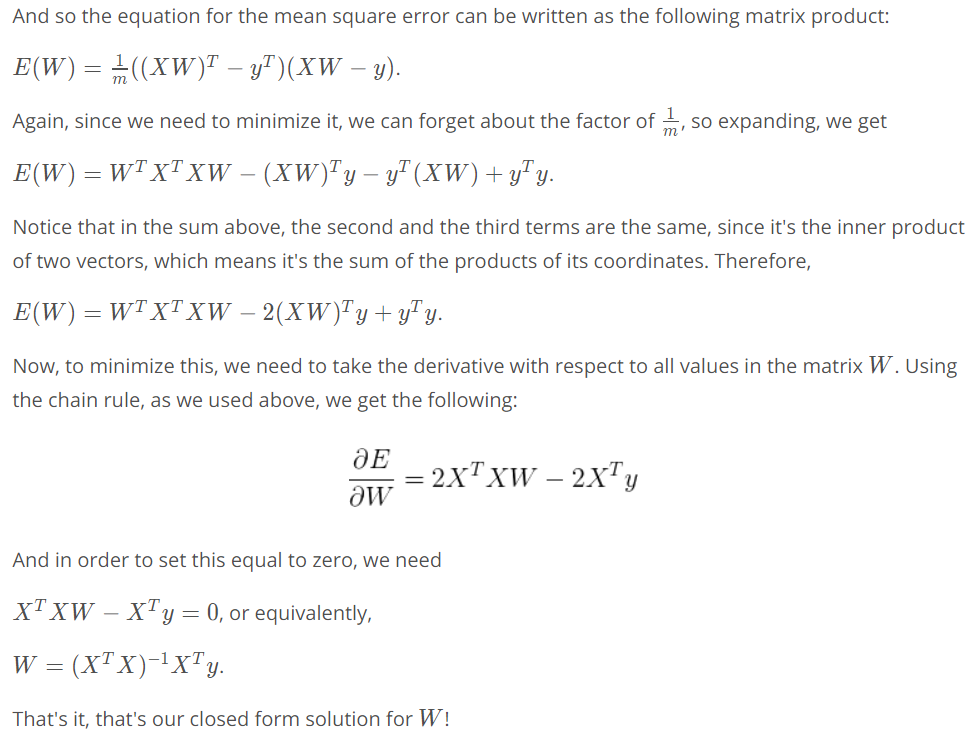 And so the equation for the mean square error can be written as the following matrix product:
E(W) = \frac{1}{m}((XW)^T − y^T)(XW − y).
Again, since we need to minimize it, we can forget about the factor of \frac{1}{m}, so expanding, we get
E(W) = W^T X^T XW − (XW)^T y − y^T (XW) + y^T y.
Notice that in the sum above, the second and the third terms are the same, since it's the inner product
of two vectors, which means it's the sum of the products of its coordinates. Therefore,
E(W) = W^T X^T XW − 2(XW)^T y + y^T y.
Now, to minimize this, we need to take the derivative with respect to all values in the matrix W. Using
the chain rule, as we used above, we get the following:
\frac{∂E}{∂W} = 2X^T XW − 2X^T y
And in order to set this equal to zero, we need
X^T XW − X^T y = 0, or equivalently,
W = (X^T X)^{−1} X^T y.
That's it, that's our closed form solution for W!